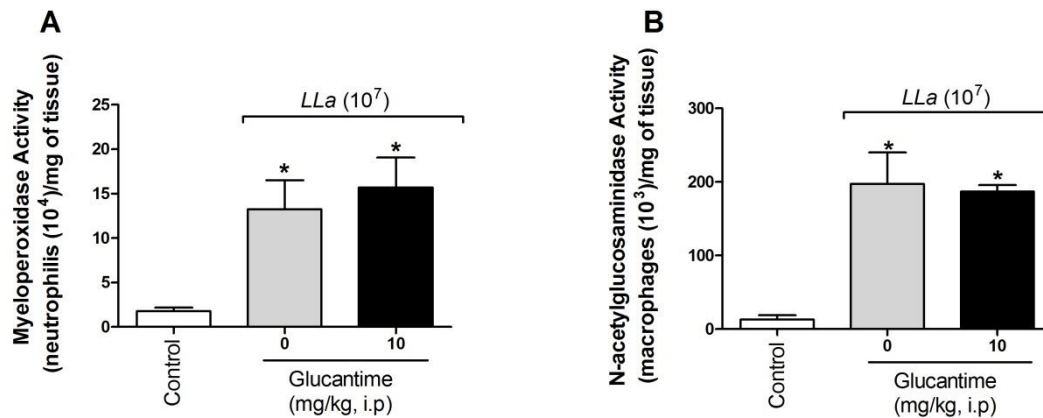 A
Myeloperoxidase Activity
(neutrophilis (10⁴)/mg of tissue)
LLa (10⁷)
25
20
15
10
5
0
*
*
Control
0
10
Glucantime
(mg/kg, i.p)
B
N-acetylglucosaminidase Activity
(macrophages (10³)/mg of tissue)
LLa (10⁷)
300
200
100
0
*
*
Control
0
10
Glucantime
(mg/kg, i.p)